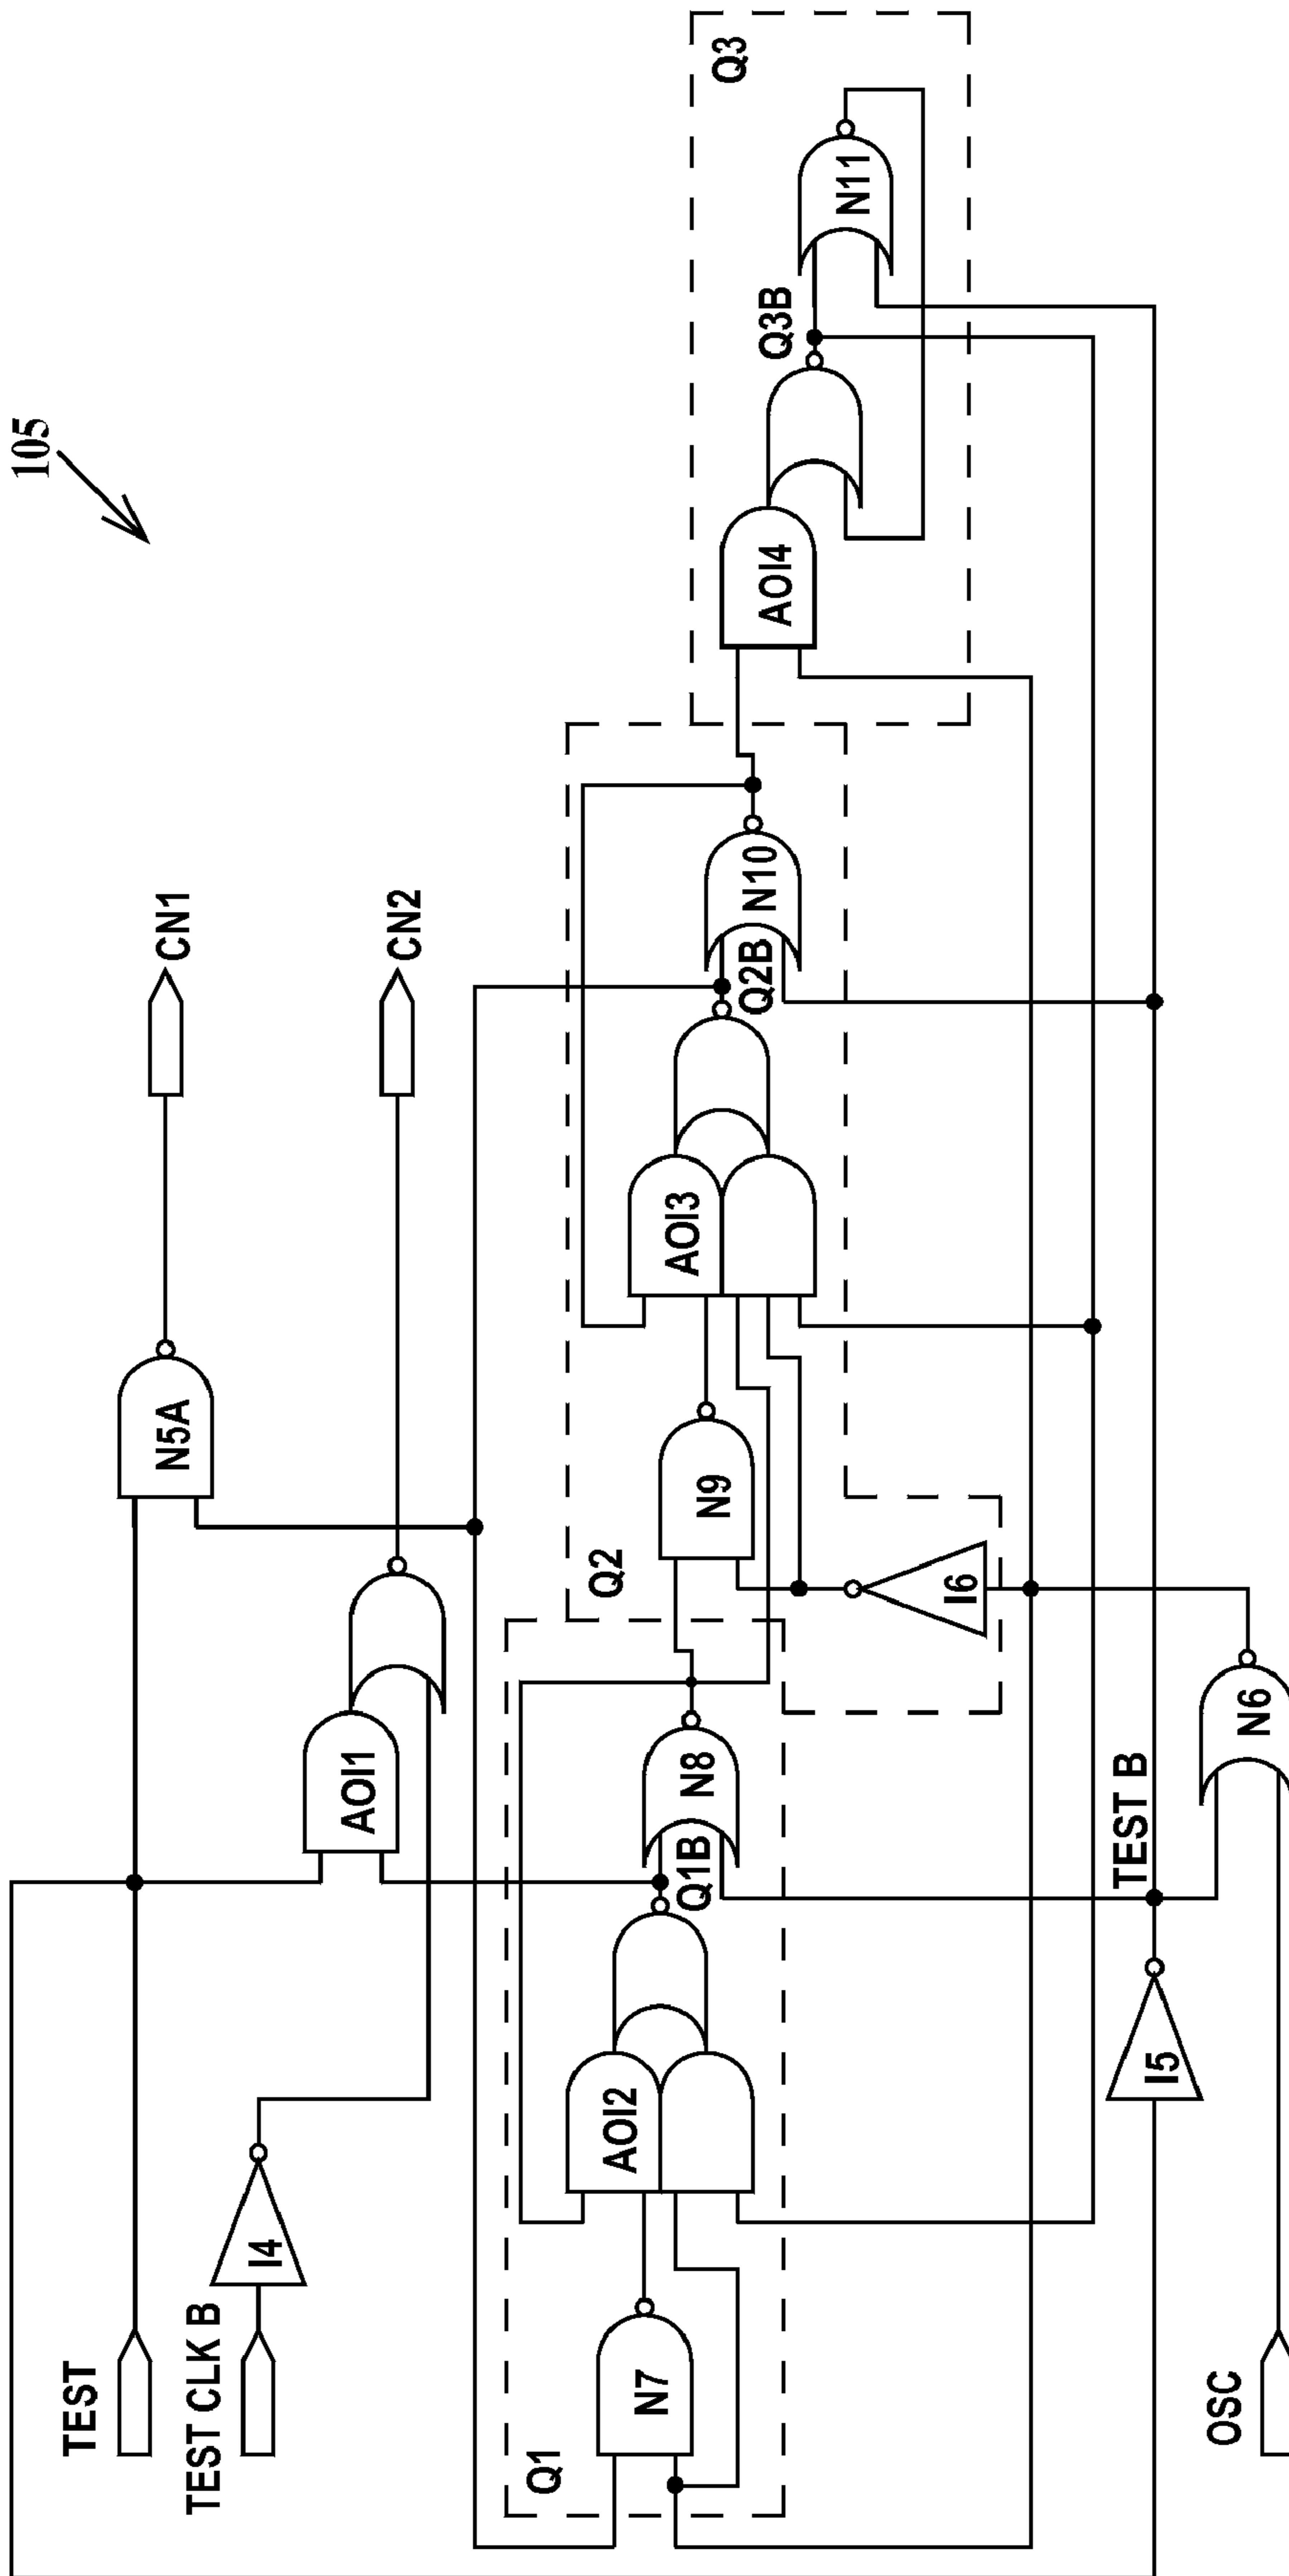 105
TEST
TEST CLK B
I4
AOI1
N5A
CN1
CN2
Q1
N7
AOI2
Q1B
N8
Q2
N9
AOI3
Q2B
N10
I6
Q3
AOI4
Q3B
N11
I5
TEST B
OSC
N6